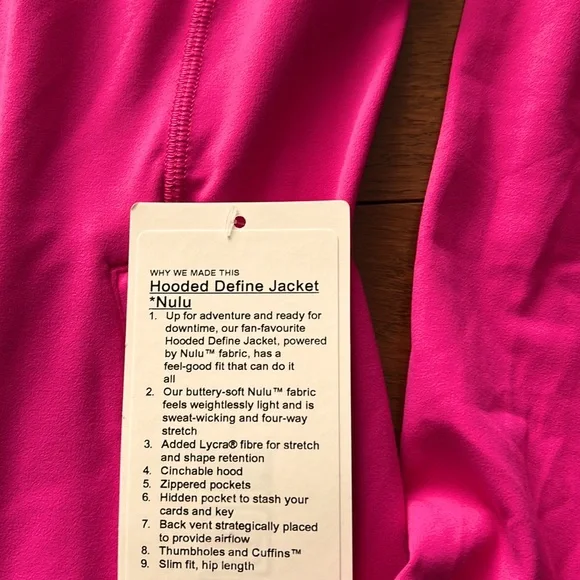 WHY WE MADE THIS
Hooded Define Jacket
*Nulu
1. Up for adventure and ready for
downtime, our fan-favourite
Hooded Define Jacket, powered
by Nulu™ fabric, has a
feel-good fit that can do it
all
2. Our buttery-soft Nulu™ fabric
feels weightlessly light and is
sweat-wicking and four-way
stretch
3. Added Lycra® fibre for stretch
and shape retention
4. Cinchable hood
5. Zippered pockets
6. Hidden pocket to stash your
cards and key
7. Back vent strategically placed
to provide airflow
8. Thumbholes and Cuffins™
9. Slim fit, hip length